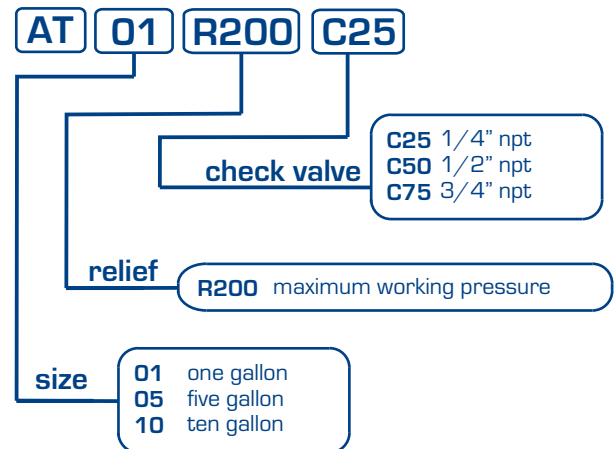 AT 01 R200 C25
check valve
C25 1/4” npt
C50 1/2” npt
C75 3/4” npt
relief
R200 maximum working pressure
size
01 one gallon
05 five gallon
10 ten gallon